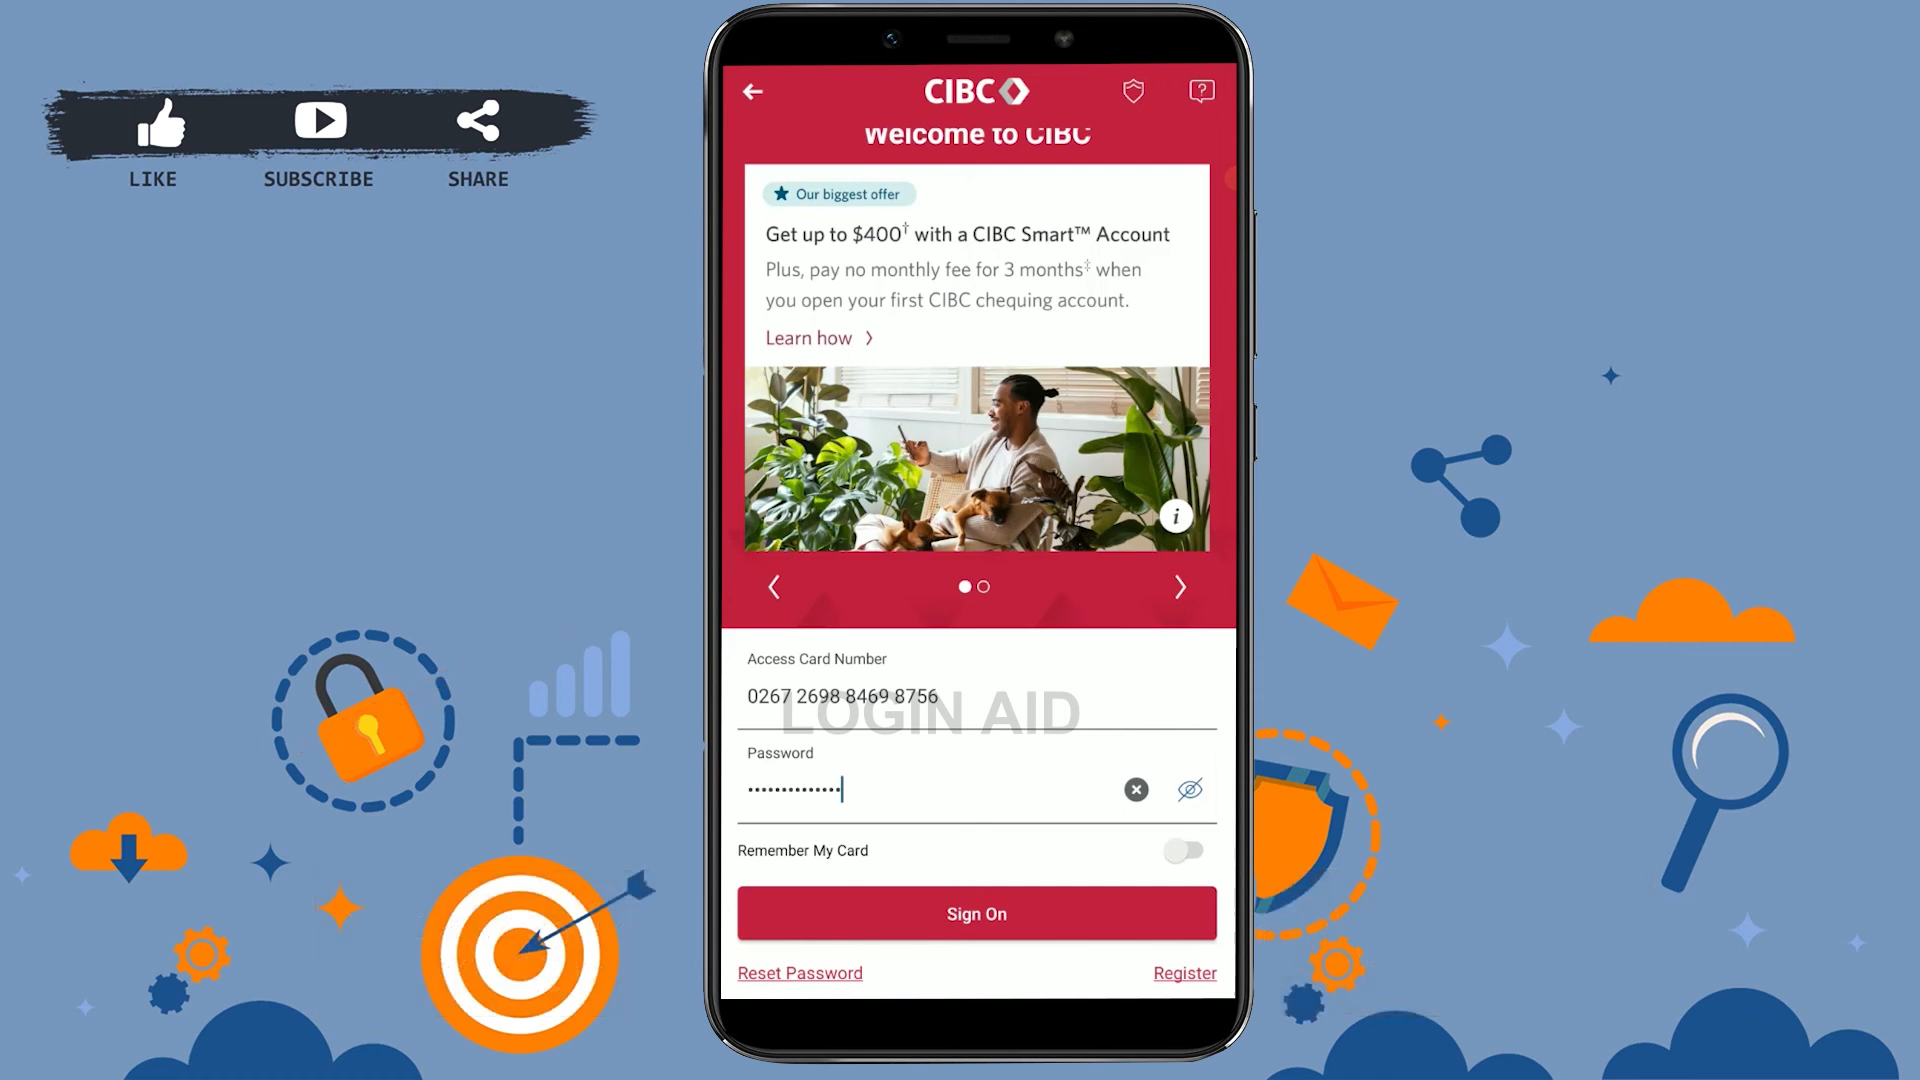 LIKE
SUBSCRIBE
SHARE
CIBC
Welcome to CIBC
Our biggest offer
Get up to $400† with a CIBC Smart™ Account
Plus, pay no monthly fee for 3 months‡ when
you open your first CIBC chequing account.
Learn how
i
Access Card Number
0267 2698 8469 8756
LOGIN AID
Password
Remember My Card
Sign On
Reset Password
Register